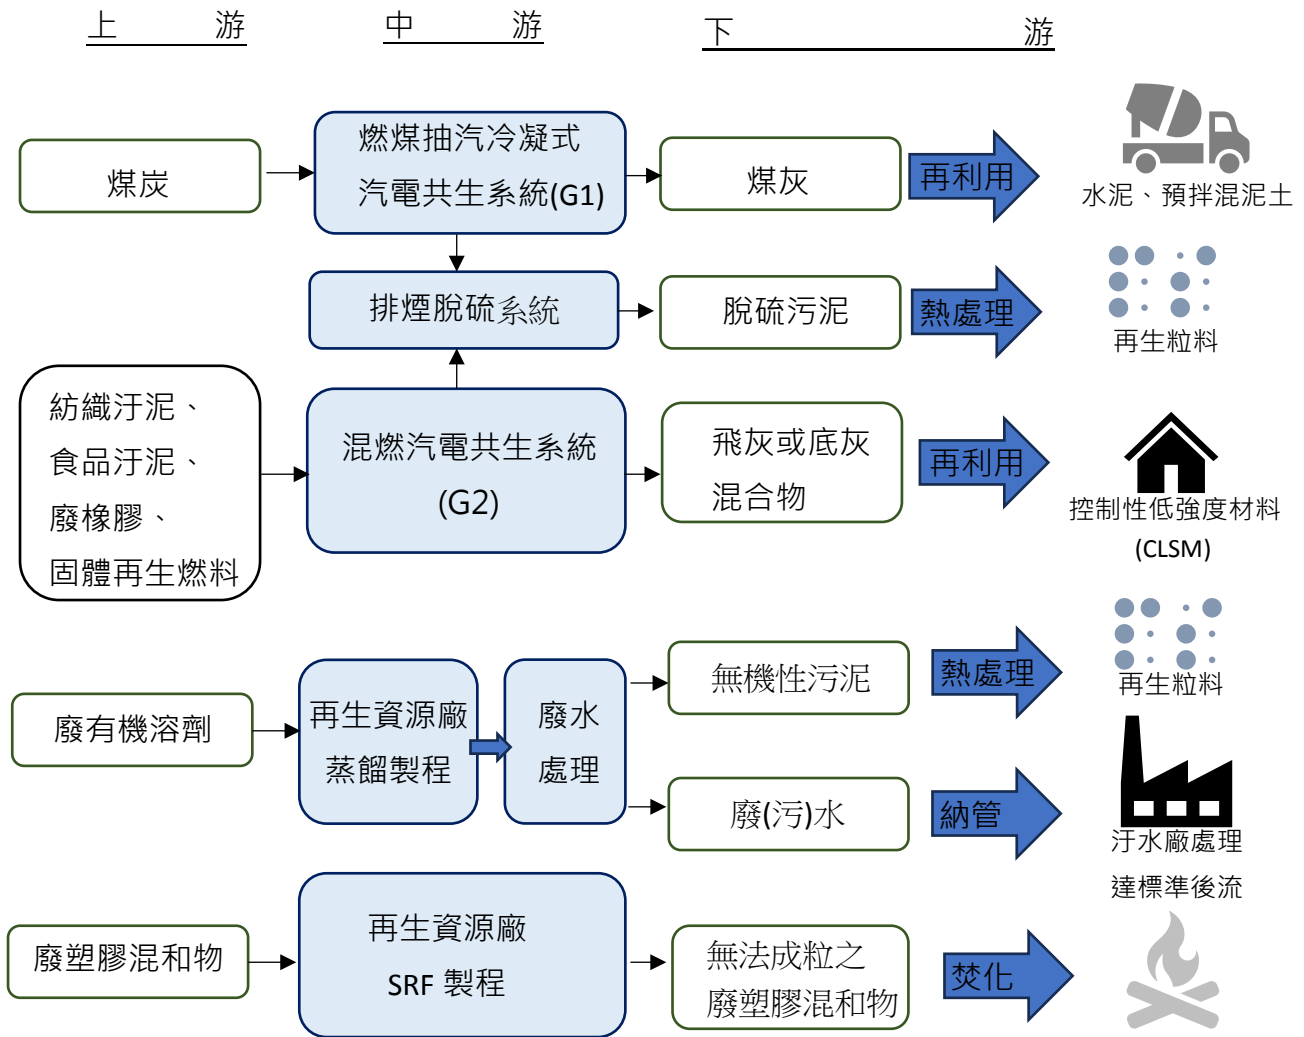 上游 中游 下游
煤炭
燃煤抽汽冷凝式
汽電共生系統(G1)
煤灰
再利用
水泥、預拌混泥土
排煙脫硫系統
脫硫污泥
熱處理
再生粒料
紡織汙泥、
食品汙泥、
廢橡膠、
固體再生燃料
混燃汽電共生系統
(G2)
飛灰或底灰
混合物
再利用
控制性低強度材料
(CLSM)
廢有機溶劑
再生資源廠
蒸餾製程
廢水
處理
無機性污泥
熱處理
再生粒料
廢(污)水
納管
汙水廠處理
達標準後流
廢塑膠混和物
再生資源廠
SRF 製程
無法成粒之
廢塑膠混和物
焚化